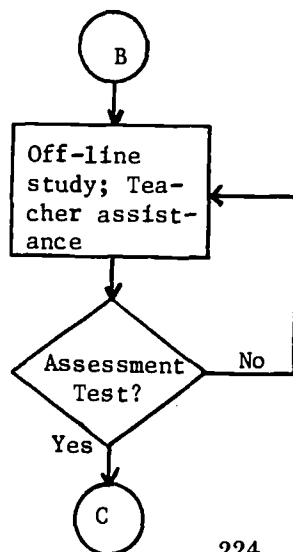 B
Off-line
study; Tea-
cher assist-
ance
Assessment
Test?
No
Yes
C
224